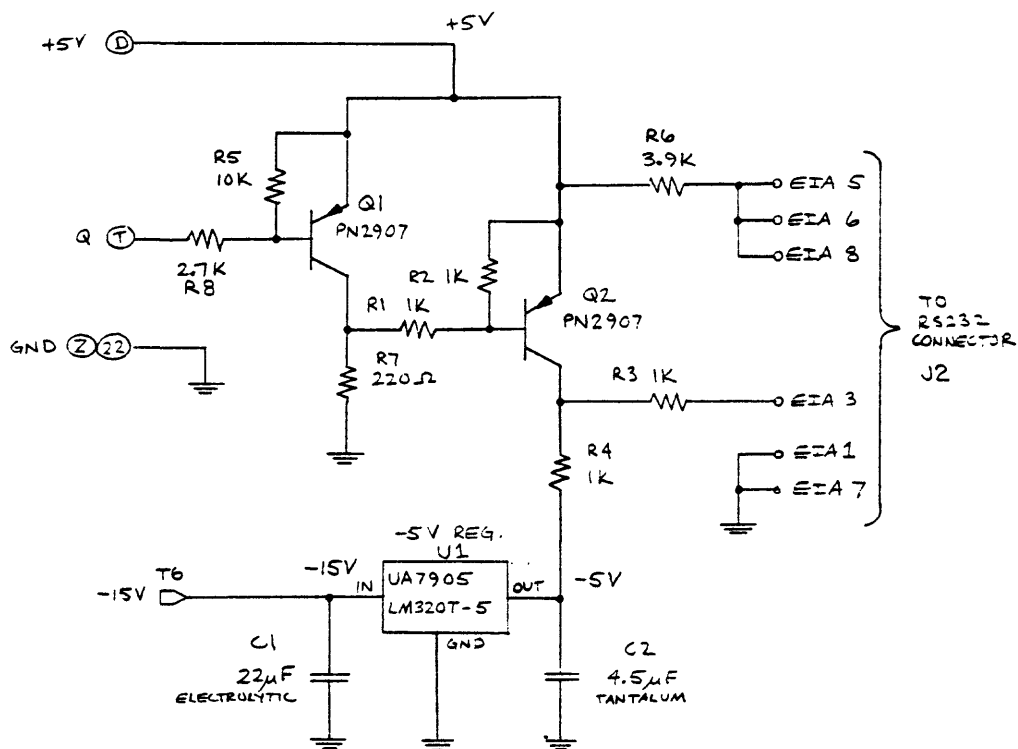 +5V
+5V D
R5
10K
Q1
PN2907
R6
3.9K
EIA 5
EIA 6
EIA 8
Q T
2.7K
R8
R2 1K
Q2
PN2907
R1
1K
TO
RS232
CONNECTOR
J2
GND Z 22
R7
220Ω
R3 1K
EIA 3
R4
1K
EIA 1
EIA 7
-5V REG.
U1
T6
-15V
-15V
IN
UA7905
LM320T-5
OUT
-5V
GND
C1
22µF
ELECTROLYTIC
C2
4.5µF
TANTALUM